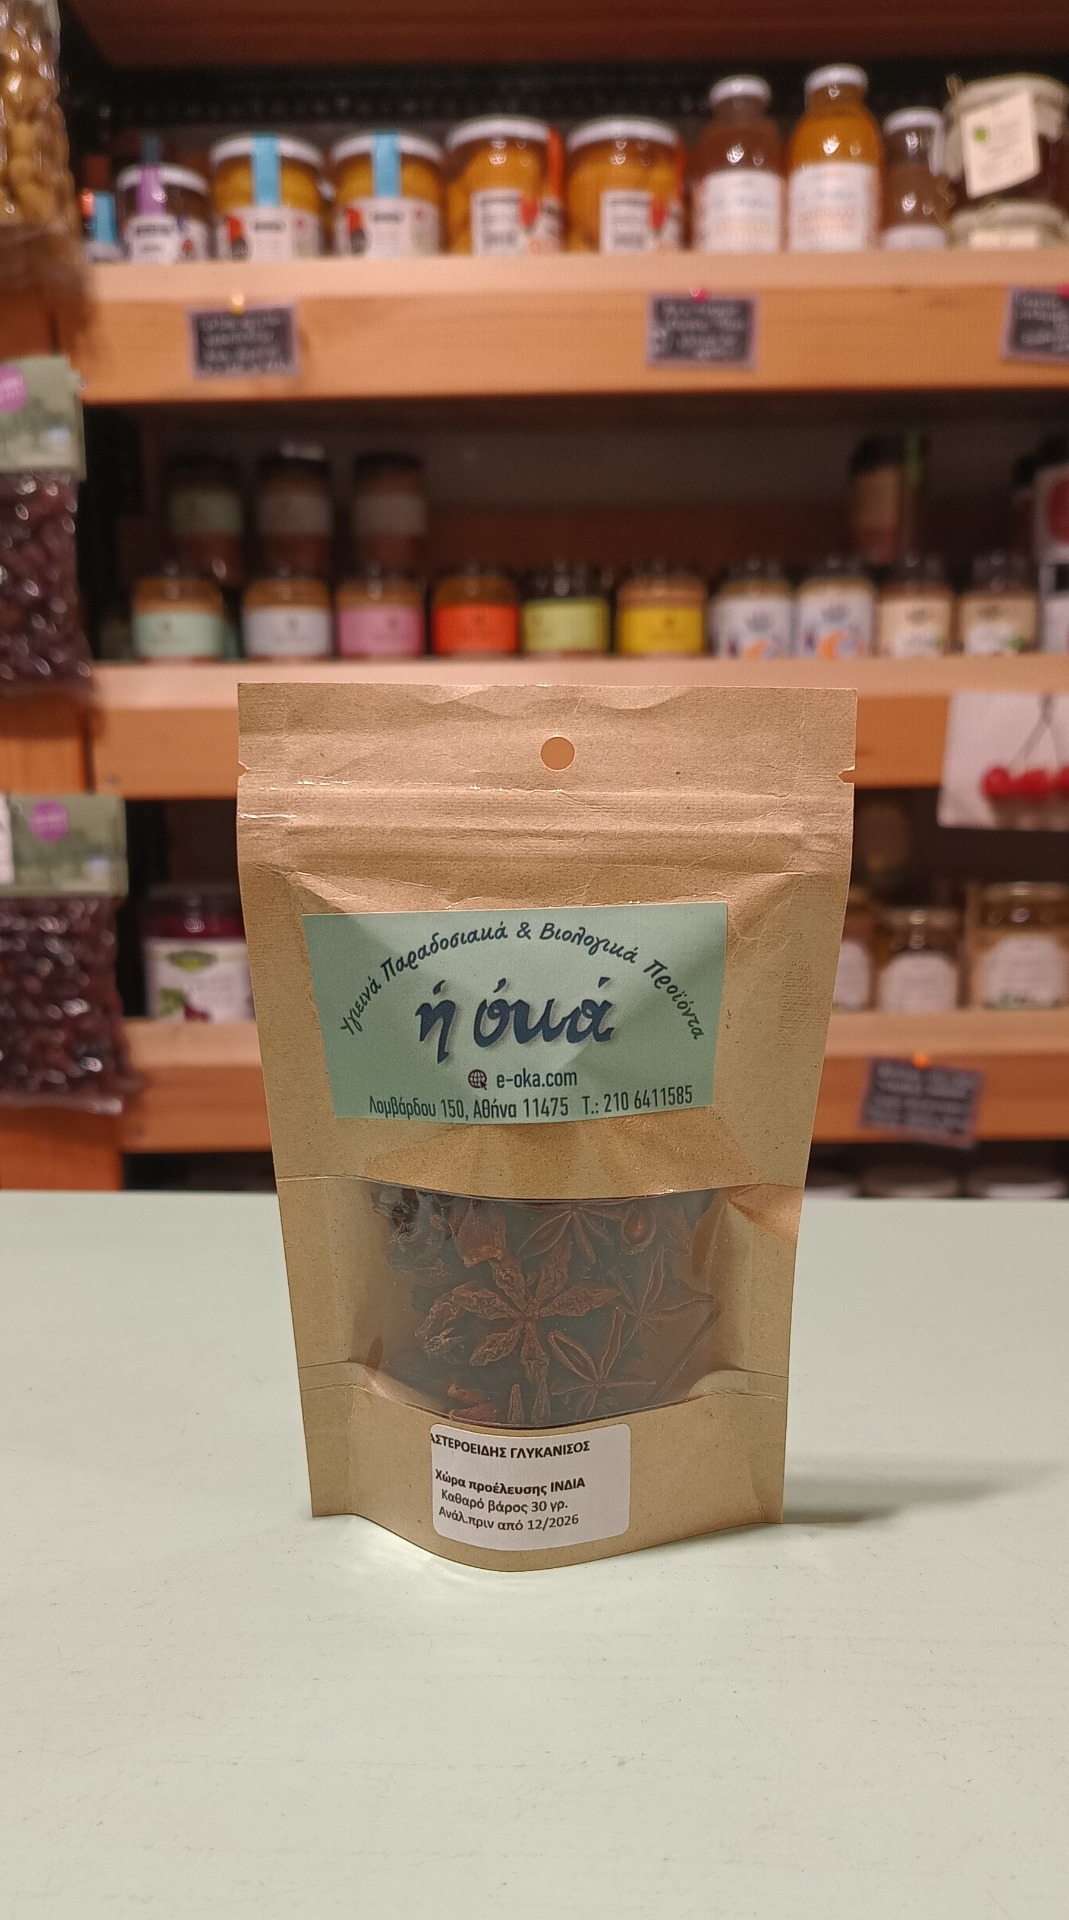 Υγιεινά Παραδοσιακά & Βιολογικά Προϊόντα
ή όκά
e-oka.com
Λομβάρδου 150, Αθήνα 11475 Τ.: 210 6411585
ΑΣΤΕΡΟΕΙΔΗΣ ΓΛΥΚΑΝΙΣΟΣ
Χώρα προέλευσης ΙΝΔΙΑ
Καθαρό βάρος 30 γρ.
Ανάλ.πριν από 12/2026